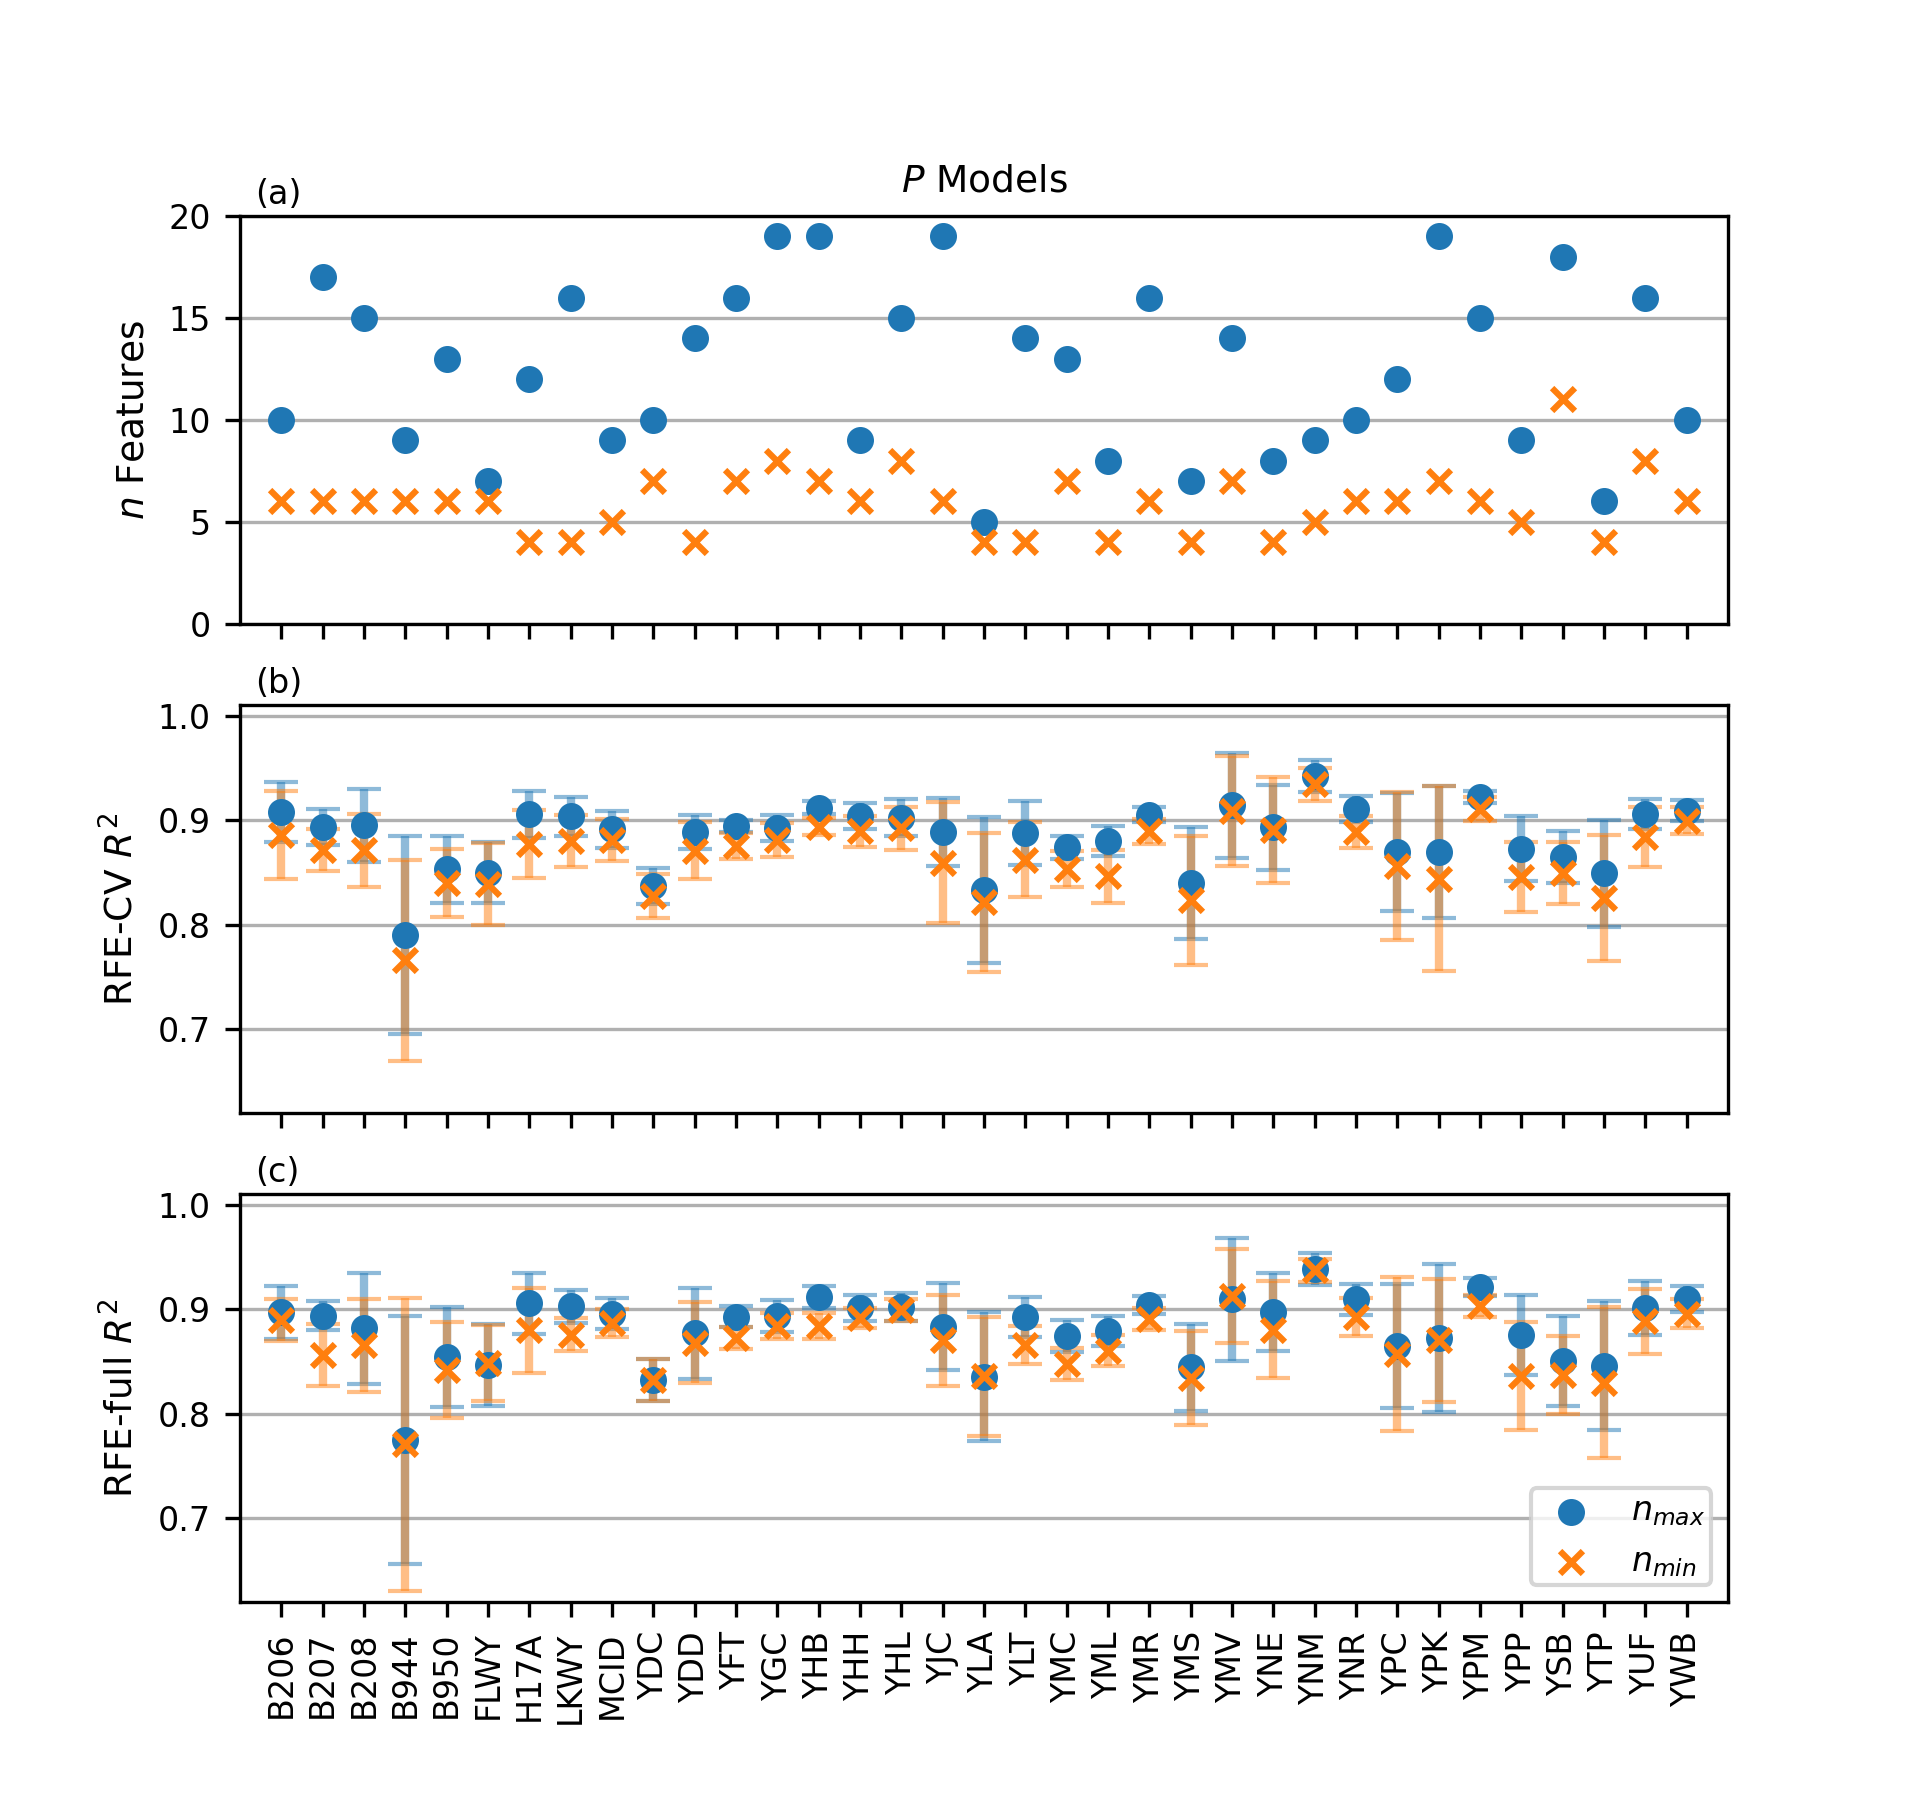 P Models
(a)
20
15
10
5
0
n Features
(b)
1.0
0.9
0.8
0.7
RFE-CV R²
(c)
1.0
0.9
0.8
0.7
RFE-full R²
n_max
n_min
B206
B207
B208
B944
B950
FLWY
H17A
LKWY
MCID
YDC
YDD
YFT
YGC
YHB
YHH
YHL
YJC
YLA
YLT
YMC
YML
YMR
YMS
YMV
YNE
YNM
YNR
YPC
YPK
YPM
YPP
YSB
YTP
YUF
YWB